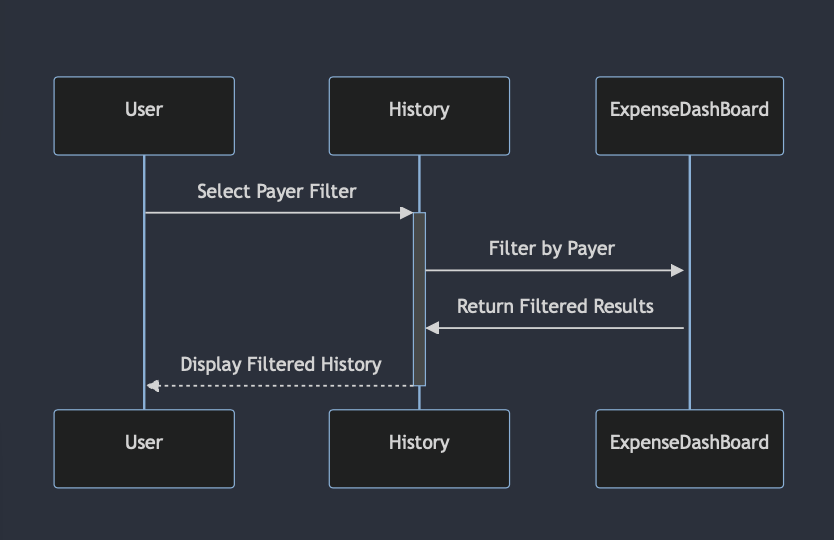 User
History
ExpenseDashBoard
Select Payer Filter
Filter by Payer
Return Filtered Results
Display Filtered History
User
History
ExpenseDashBoard